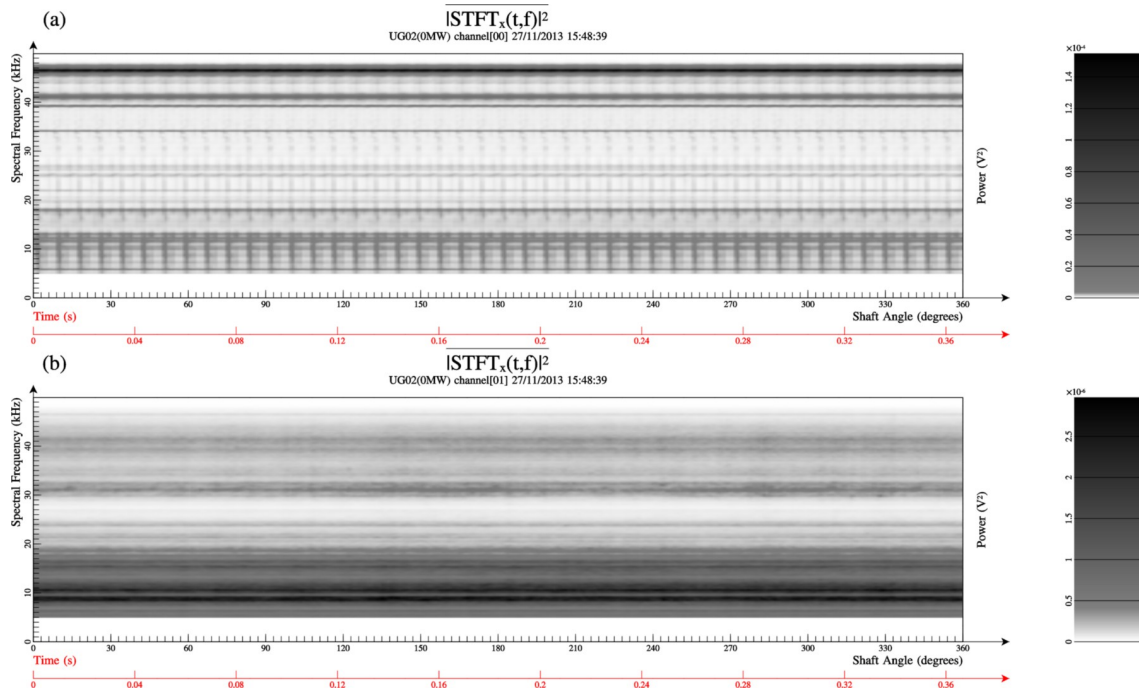 (a)
|STFTx(t,f)|²
UG02(0MW) channel[00] 27/11/2013 15:48:39
Spectral Frequency (kHz)
0 10 20 30 40
0 30 60 90 120 150 180 210 240 270 300 330 360
Time (s)
Shaft Angle (degrees)
0 0.04 0.08 0.12 0.16 0.2 0.24 0.28 0.32 0.36
Power (V²)
0 0.2 0.4 0.6 0.8 1 1.2 1.4
(b)
|STFTx(t,f)|²
UG02(0MW) channel[01] 27/11/2013 15:48:39
Spectral Frequency (kHz)
0 10 20 30 40
0 30 60 90 120 150 180 210 240 270 300 330 360
Time (s)
Shaft Angle (degrees)
0 0.04 0.08 0.12 0.16 0.2 0.24 0.28 0.32 0.36
Power (V²)
0 0.5 1 1.5 2 2.5